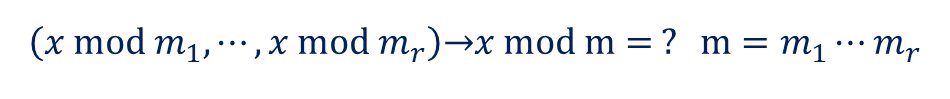 (x mod m₁, ⋯, x mod mᵣ)→x mod m = ? m = m₁ ⋯ mᵣ